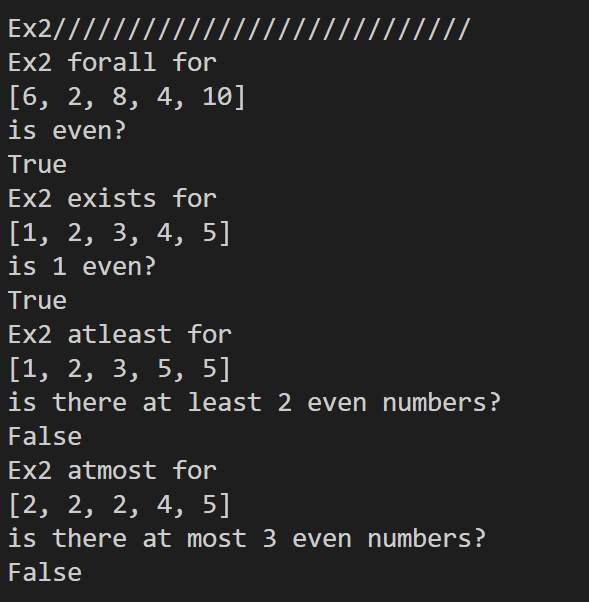 Ex2////////////////////////////
Ex2 forall for
[6, 2, 8, 4, 10]
is even?
True
Ex2 exists for
[1, 2, 3, 4, 5]
is 1 even?
True
Ex2 atleast for
[1, 2, 3, 5, 5]
is there at least 2 even numbers?
False
Ex2 atmost for
[2, 2, 2, 4, 5]
is there at most 3 even numbers?
False